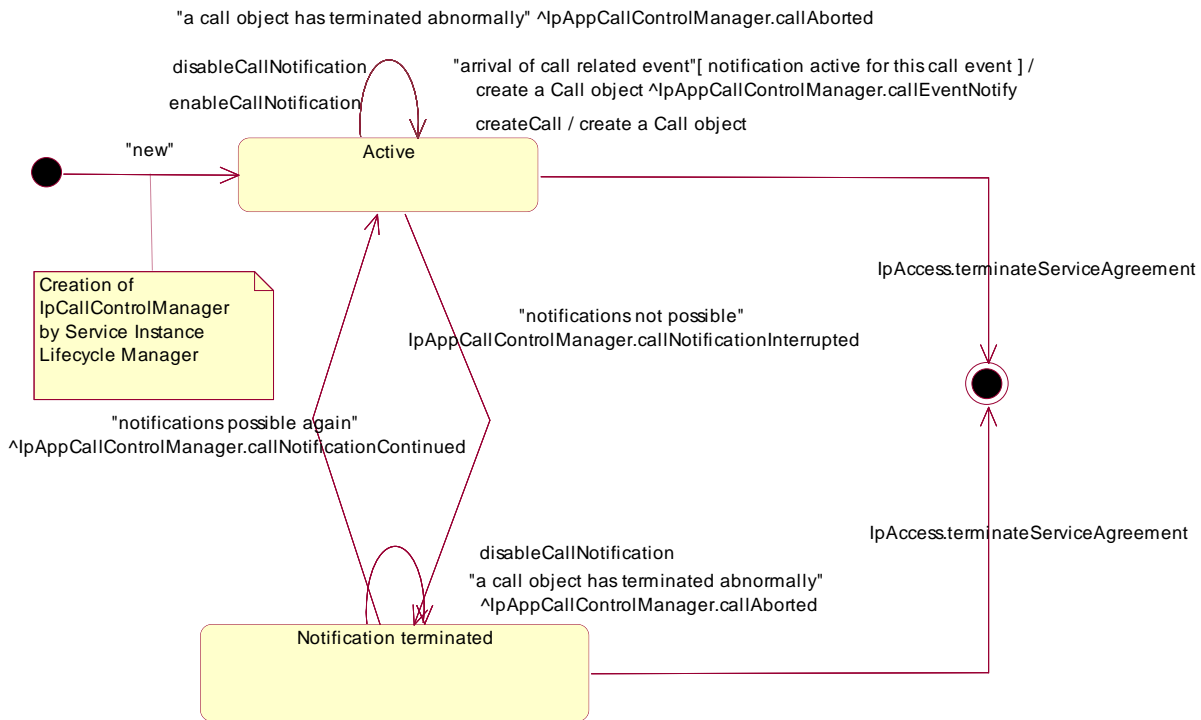 "a call object has terminated abnormally" ^IpAppCallControlManager.callAborted
disableCallNotification
enableCallNotification
"arrival of call related event"[ notification active for this call event ] /
create a Call object ^IpAppCallControlManager.callEventNotify
createCall / create a Call object
"new"
Active
Creation of
IpCallControlManager
by Service Instance
Lifecycle Manager
IpAccess.terminateServiceAgreement
"notifications not possible"
IpAppCallControlManager.callNotificationInterrupted
"notifications possible again"
^IpAppCallControlManager.callNotificationContinued
IpAccess.terminateServiceAgreement
disableCallNotification
"a call object has terminated abnormally"
^IpAppCallControlManager.callAborted
Notification terminated